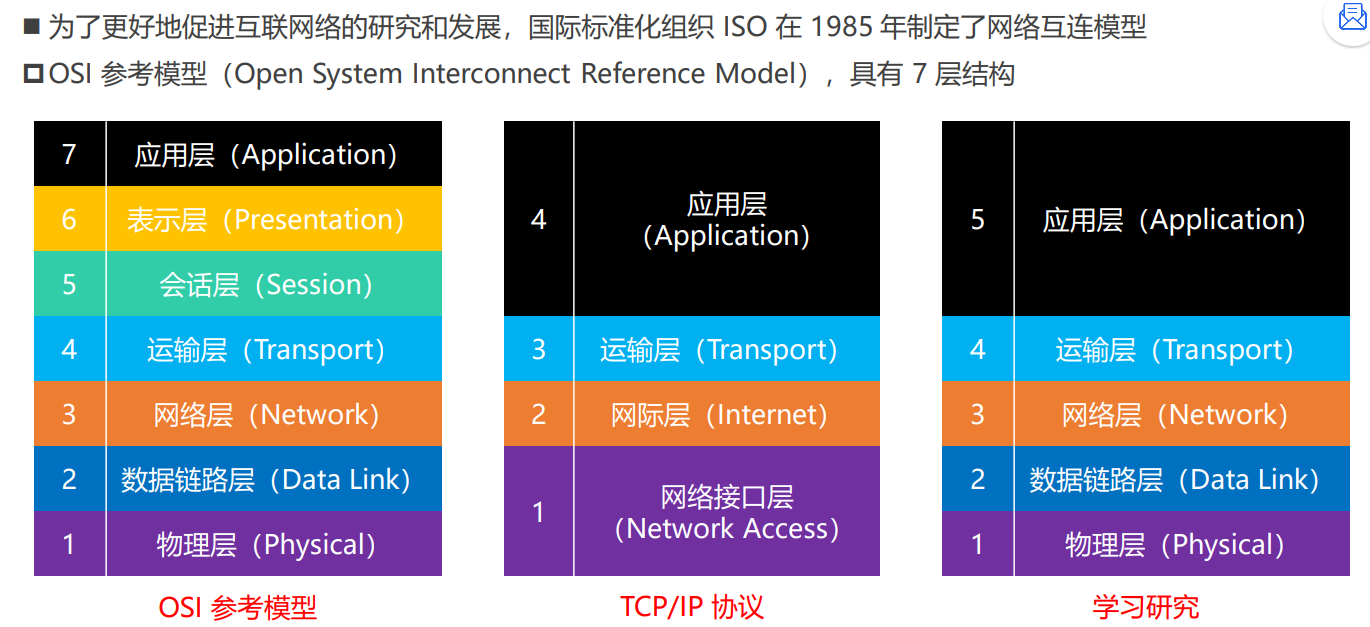 为了更好地促进互联网络的研究和发展，国际标准化组织 ISO 在 1985 年制定了网络互连模型
OSI 参考模型（Open System Interconnect Reference Model），具有 7 层结构
7 应用层（Application）
6 表示层（Presentation）
5 会话层（Session）
4 运输层（Transport）
3 网络层（Network）
2 数据链路层（Data Link）
1 物理层（Physical）
OSI 参考模型
4 应用层
（Application）
3 运输层（Transport）
2 网际层（Internet）
1 网络接口层
（Network Access）
TCP/IP 协议
5 应用层（Application）
4 运输层（Transport）
3 网络层（Network）
2 数据链路层（Data Link）
1 物理层（Physical）
学习研究